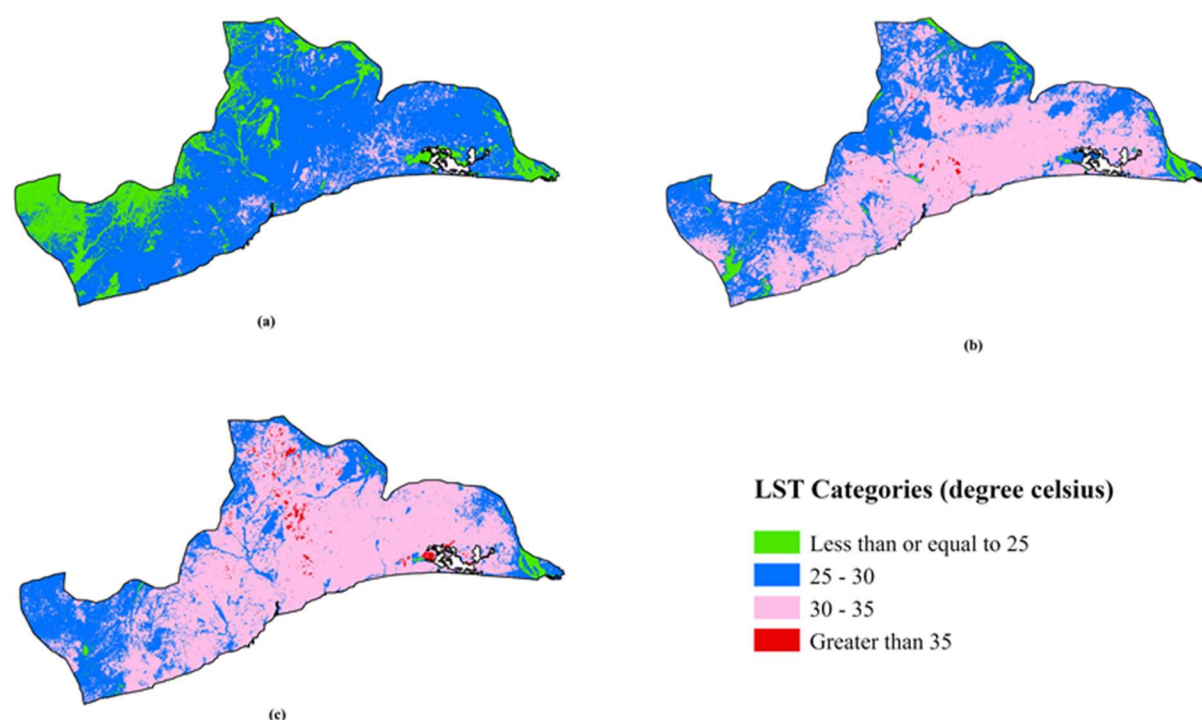 (a)
(b)
(c)
LST Categories (degree celsius)
Less than or equal to 25
25 - 30
30 - 35
Greater than 35